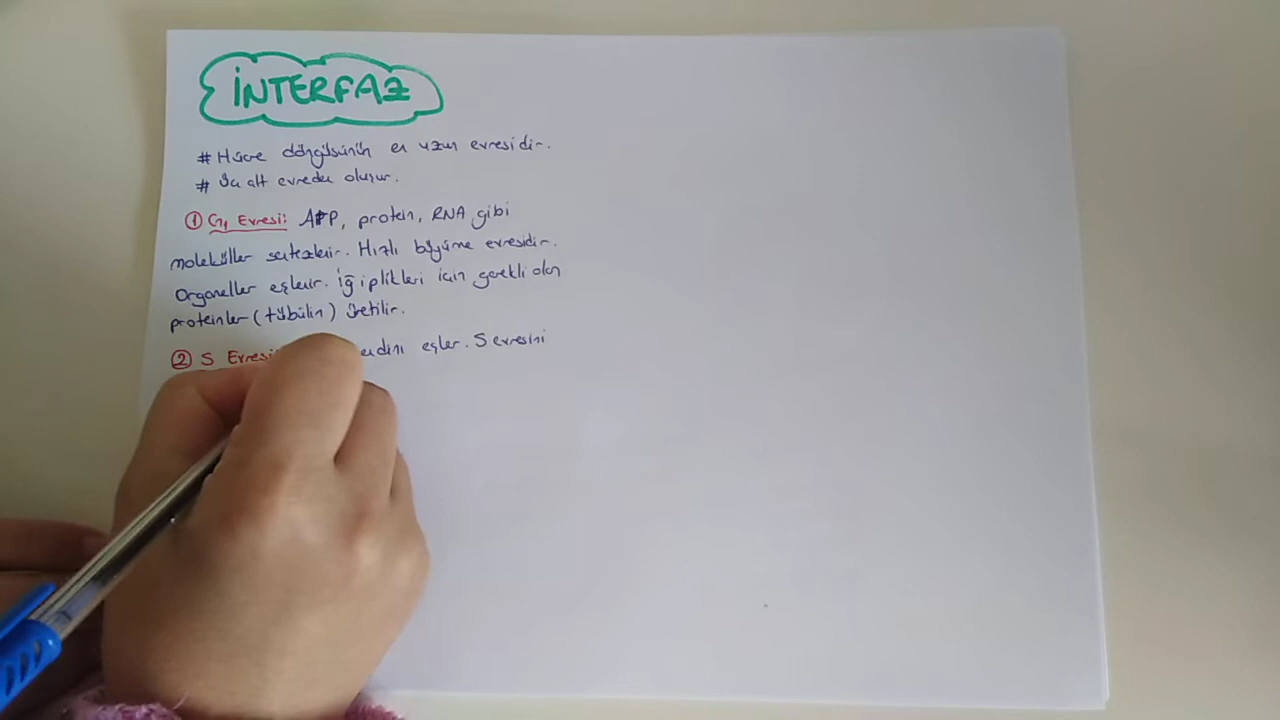 İNTERFAZ
# Hücre döngüsünün en uzun evresidir.
# Üç alt evreden oluşur.
① G₁ Evresi: ATP, protein, RNA gibi
moleküller sentezlenir. Hızlı büyüme evresidir.
Organeller eşlenir. İğ iplikleri için gerekli olan
proteinler (tübülin) üretilir.
② S Evresi eşler. S evresini